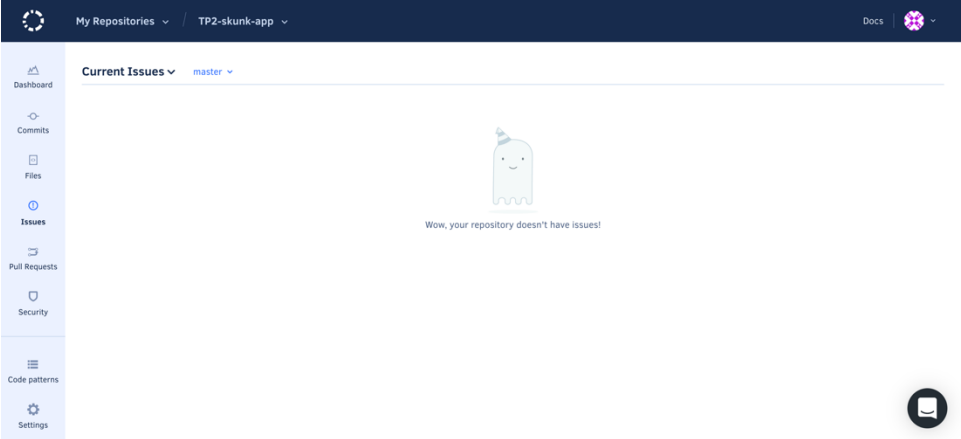 My Repositories / TP2-skunk-app
Docs
Current Issues master
Dashboard
Commits
Files
Issues
Pull Requests
Security
Code patterns
Settings
Wow, your repository doesn't have issues!